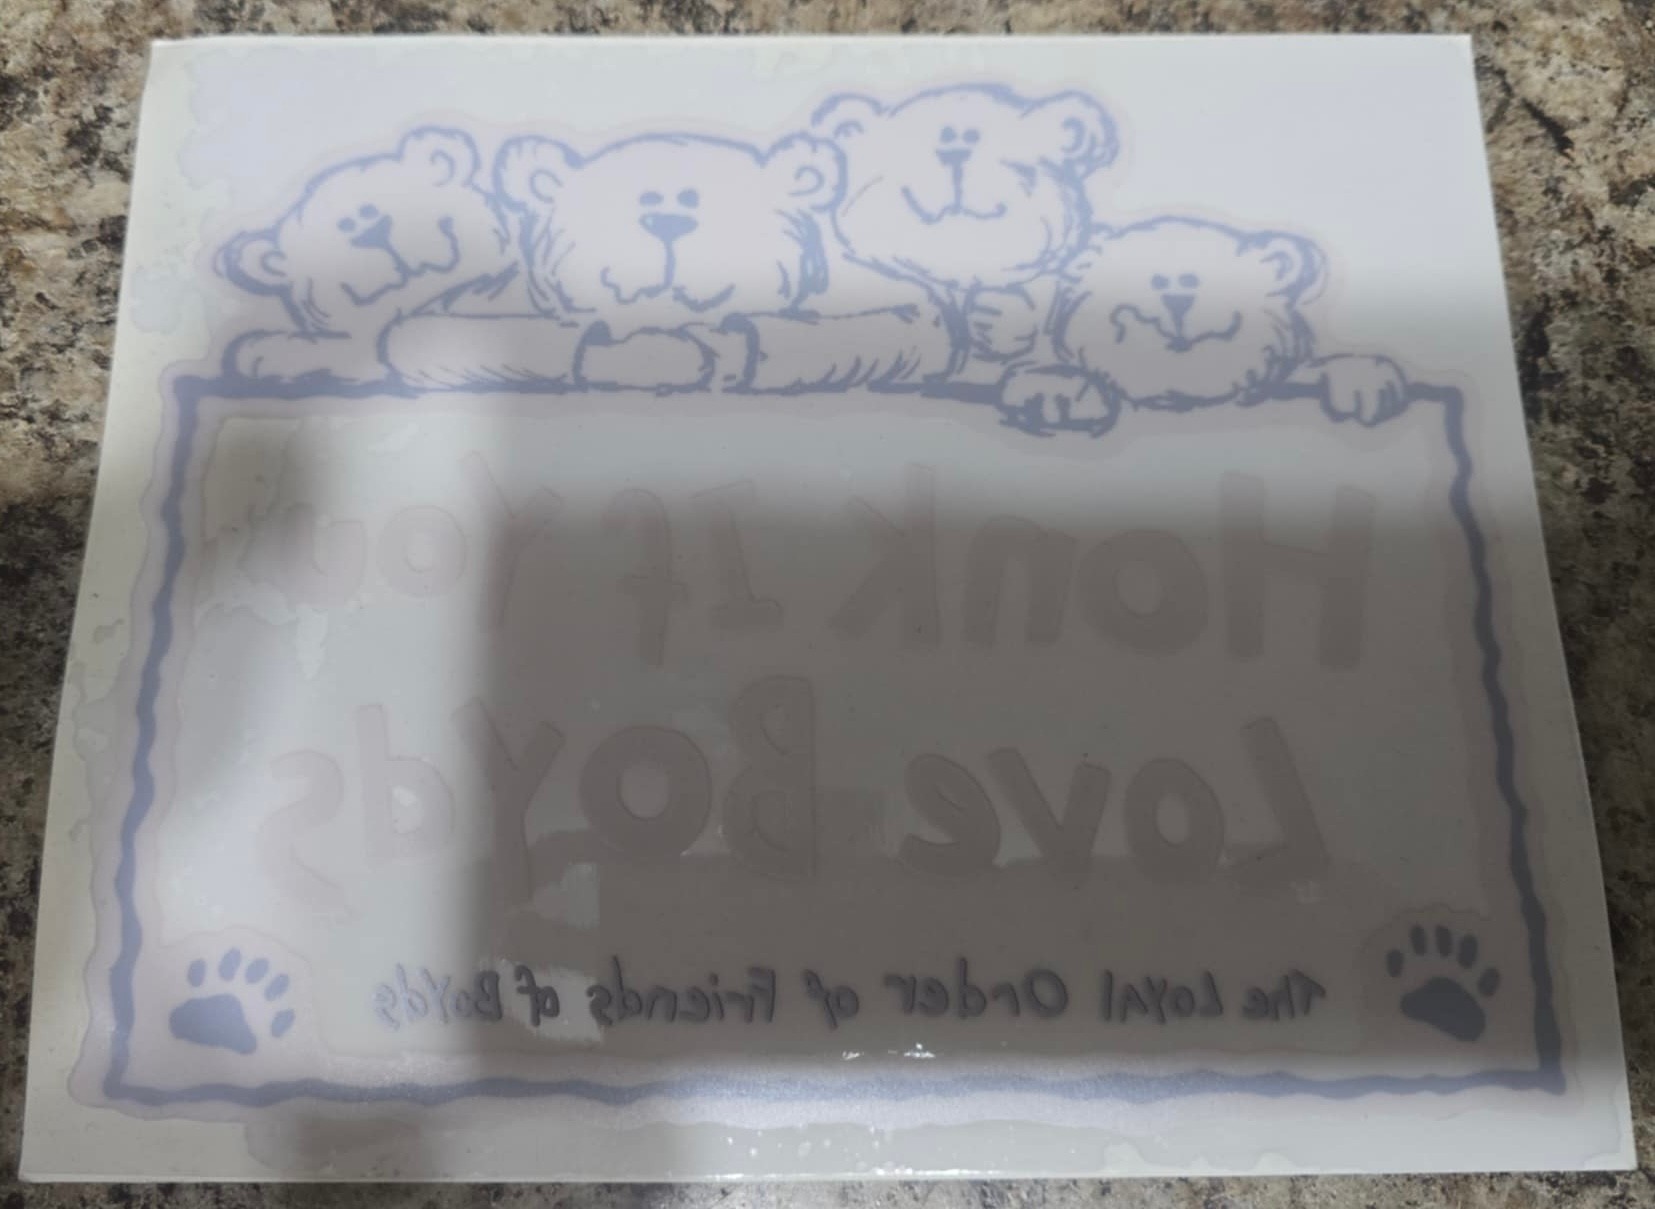 Honk If You
Love Boyds
The Loyal Order of Friends of Boyds